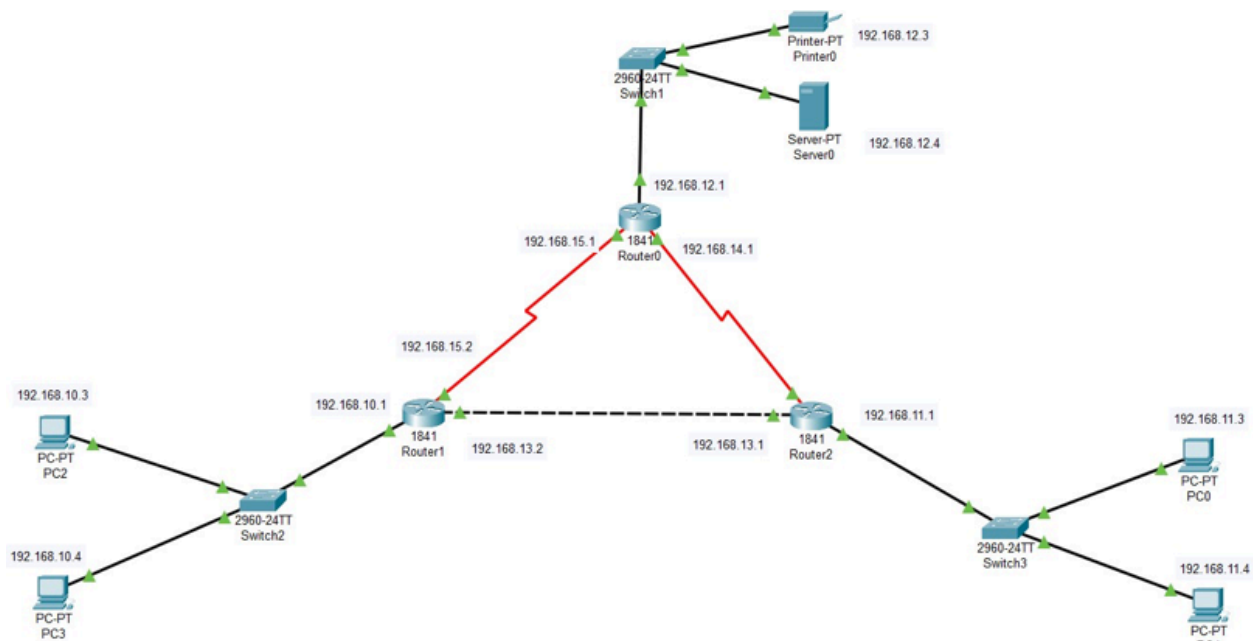 Printer-PT
Printer0
192.168.12.3
2960-24TT
Switch1
Server-PT
Server0
192.168.12.4
192.168.12.1
192.168.15.1
1841
Router0
192.168.14.1
192.168.15.2
192.168.10.3
192.168.10.1
192.168.11.1
192.168.11.3
1841
Router1
192.168.13.2
192.168.13.1
1841
Router2
PC-PT
PC2
PC-PT
PC0
2960-24TT
Switch2
2960-24TT
Switch3
192.168.10.4
192.168.11.4
PC-PT
PC3
PC-PT